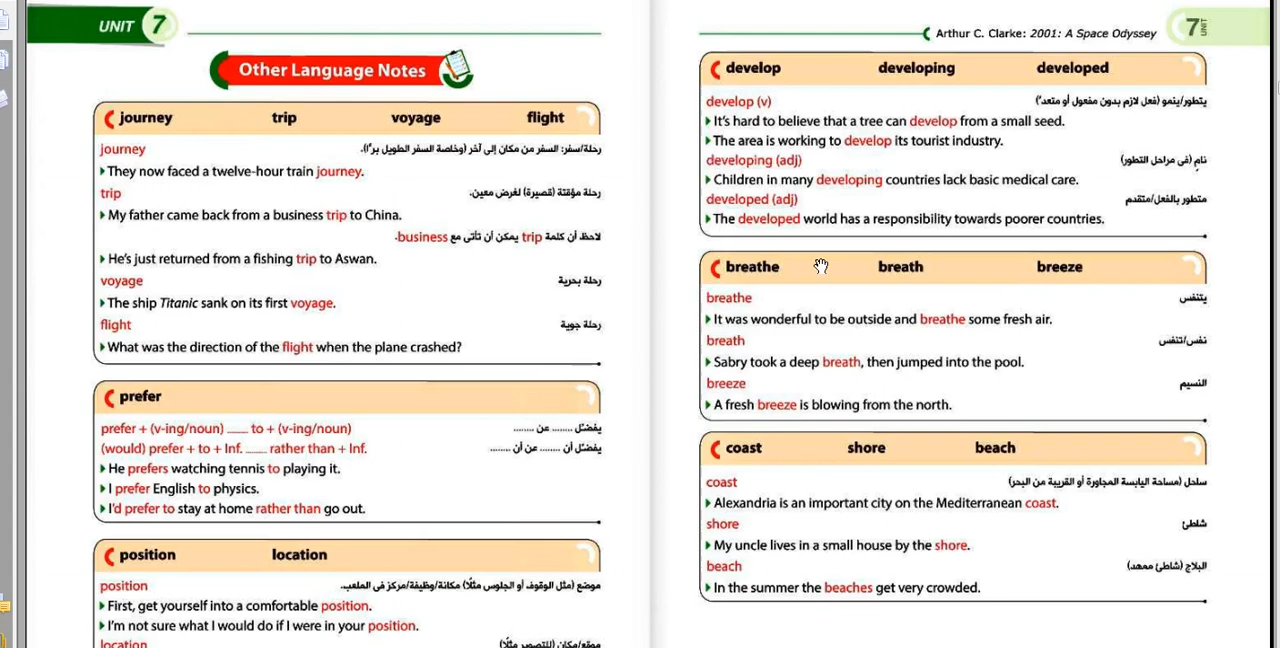 UNIT 7
Other Language Notes
journey trip voyage flight
journey رحلة/سفر: السفر من مكان إلى آخر (وخاصة السفر الطويل برًّا).
They now faced a twelve-hour train journey.
trip رحلة مؤقتة (قصيرة) لغرض معين.
My father came back from a business trip to China.
لاحظ أن كلمة trip يمكن أن تأتى مع business.
He's just returned from a fishing trip to Aswan.
voyage رحلة بحرية
The ship Titanic sank on its first voyage.
flight رحلة جوية
What was the direction of the flight when the plane crashed?
prefer
prefer + (v-ing/noun) ...... to + (v-ing/noun) يفضّل ........ عن ........
(would) prefer + to + Inf. ........ rather than + Inf. يفضّل أن ........ عن أن ........
He prefers watching tennis to playing it.
I prefer English to physics.
I'd prefer to stay at home rather than go out.
position location
position موضع (مثل الوقوف أو الجلوس مثلًا) مكانة/وظيفة/مركز فى الملعب.
First, get yourself into a comfortable position.
I'm not sure what I would do if I were in your position.
location موقع/مكان (للتصوير مثلًا)
Arthur C. Clarke: 2001: A Space Odyssey 7 UNIT
develop developing developed
develop (v) يتطور/ينمو (فعل لازم بدون مفعول أو متعدٍ)
It's hard to believe that a tree can develop from a small seed.
The area is working to develop its tourist industry.
developing (adj) نامٍ (فى مراحل التطور)
Children in many developing countries lack basic medical care.
developed (adj) متطور بالفعل/متقدم
The developed world has a responsibility towards poorer countries.
breathe breath breeze
breathe يتنفس
It was wonderful to be outside and breathe some fresh air.
breath نفس/تنفس
Sabry took a deep breath, then jumped into the pool.
breeze النسيم
A fresh breeze is blowing from the north.
coast shore beach
coast ساحل (مساحة اليابسة المجاورة أو القريبة من البحر)
Alexandria is an important city on the Mediterranean coast.
shore شاطئ
My uncle lives in a small house by the shore.
beach البلاج (شاطئ ممهد)
In the summer the beaches get very crowded.